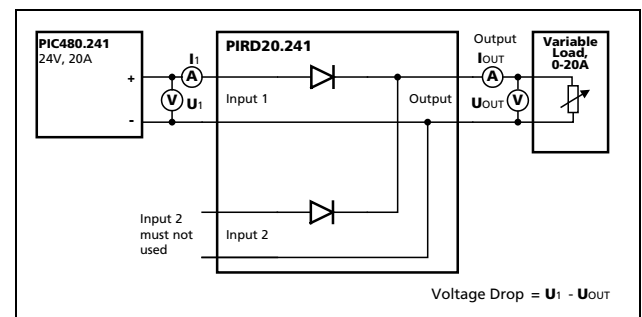 PIC480.241
24V, 20A
+
-
I1
A
V
U1
PIRD20.241
Input 1
Output
Input 2
must not
used
Input 2
Output
IOUT
A
UOUT
V
Variable
Load,
0-20A
Voltage Drop = U1 - UOUT